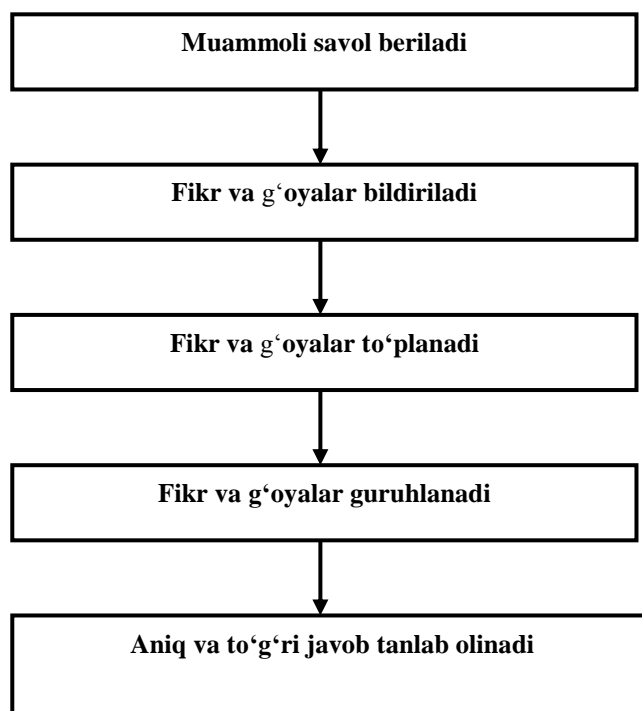 Muammoli savol beriladi
Fikr va g‘oyalar bildiriladi
Fikr va g‘oyalar to‘planadi
Fikr va g‘oyalar guruhlanadi
Aniq va to‘g‘ri javob tanlab olinadi